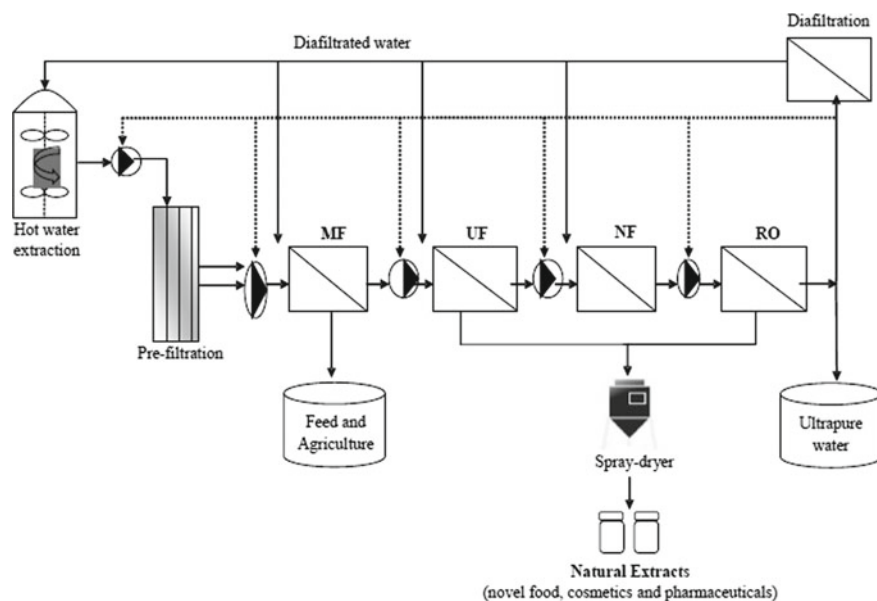 Diafiltration
Diafiltrated water
Hot water
extraction
MF
UF
NF
RO
Pre-filtration
Feed and
Agriculture
Spray-dryer
Ultrapure
water
Natural Extracts
(novel food, cosmetics and pharmaceuticals)